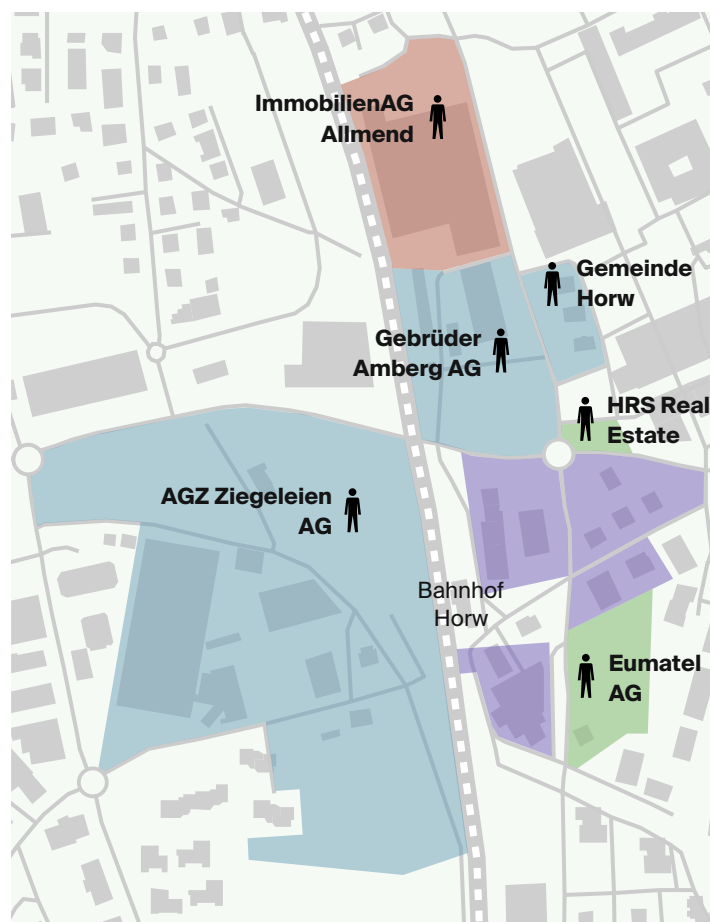 ImmobilienAG
Allmend
Gemeinde
Horw
Gebrüder
Amberg AG
HRS Real
Estate
AGZ Ziegeleien
AG
Bahnhof
Horw
Eumatel
AG